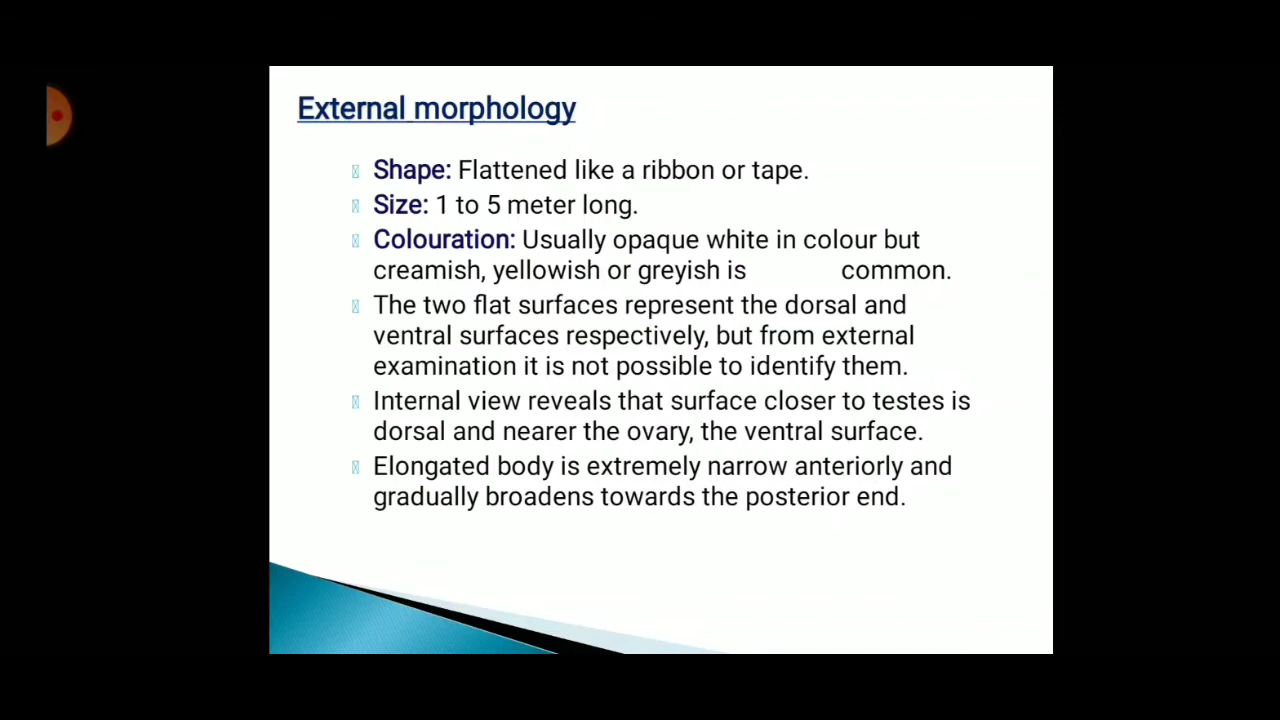 External morphology
Shape: Flattened like a ribbon or tape.
Size: 1 to 5 meter long.
Colouration: Usually opaque white in colour but
creamish, yellowish or greyish is common.
The two flat surfaces represent the dorsal and
ventral surfaces respectively, but from external
examination it is not possible to identify them.
Internal view reveals that surface closer to testes is
dorsal and nearer the ovary, the ventral surface.
Elongated body is extremely narrow anteriorly and
gradually broadens towards the posterior end.